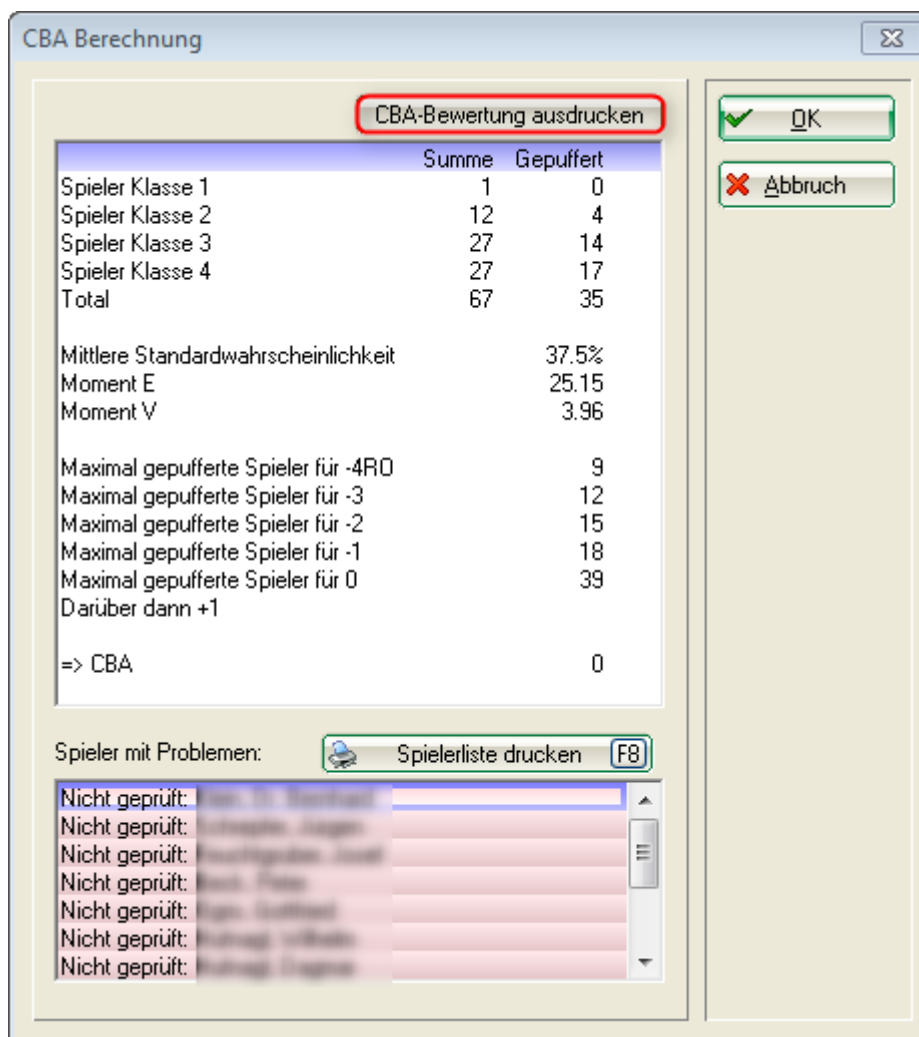 CBA Berechnung
CBA-Bewertung ausdrucken
OK
Abbruch
Summe Gepuffert
Spieler Klasse 1 1 0
Spieler Klasse 2 12 4
Spieler Klasse 3 27 14
Spieler Klasse 4 27 17
Total 67 35
Mittlere Standardwahrscheinlichkeit 37.5%
Moment E 25.15
Moment V 3.96
Maximal gepufferte Spieler für -4RO 9
Maximal gepufferte Spieler für -3 12
Maximal gepufferte Spieler für -2 15
Maximal gepufferte Spieler für -1 18
Maximal gepufferte Spieler für 0 39
Darüber dann +1
=> CBA 0
Spieler mit Problemen:
Spielerliste drucken F8
Nicht geprüft:
Nicht geprüft:
Nicht geprüft:
Nicht geprüft:
Nicht geprüft:
Nicht geprüft:
Nicht geprüft: